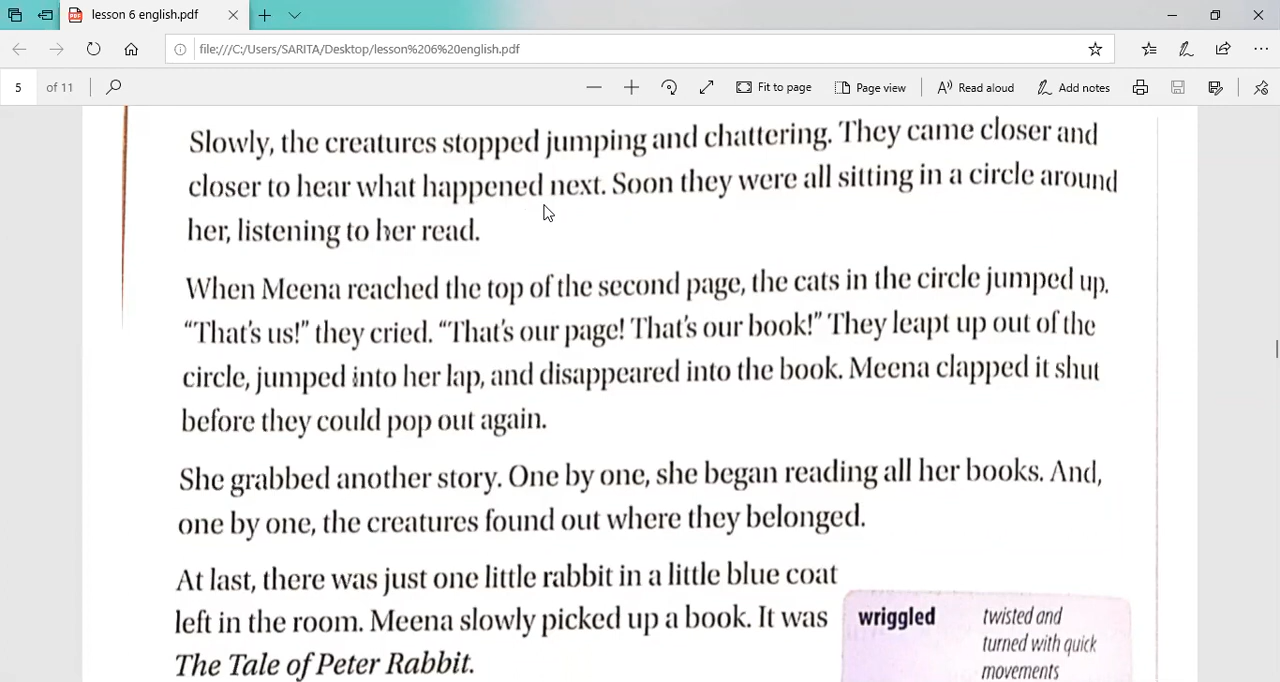 lesson 6 english.pdf
file:///C:/Users/SARITA/Desktop/lesson%206%20english.pdf
5 of 11
Fit to page
Page view
Read aloud
Add notes
Slowly, the creatures stopped jumping and chattering. They came closer and
closer to hear what happened next. Soon they were all sitting in a circle around
her, listening to her read.
When Meena reached the top of the second page, the cats in the circle jumped up.
“That's us!” they cried. “That's our page! That's our book!” They leapt up out of the
circle, jumped into her lap, and disappeared into the book. Meena clapped it shut
before they could pop out again.
She grabbed another story. One by one, she began reading all her books. And,
one by one, the creatures found out where they belonged.
At last, there was just one little rabbit in a little blue coat
left in the room. Meena slowly picked up a book. It was
The Tale of Peter Rabbit.
wriggled twisted and
turned with quick
movements